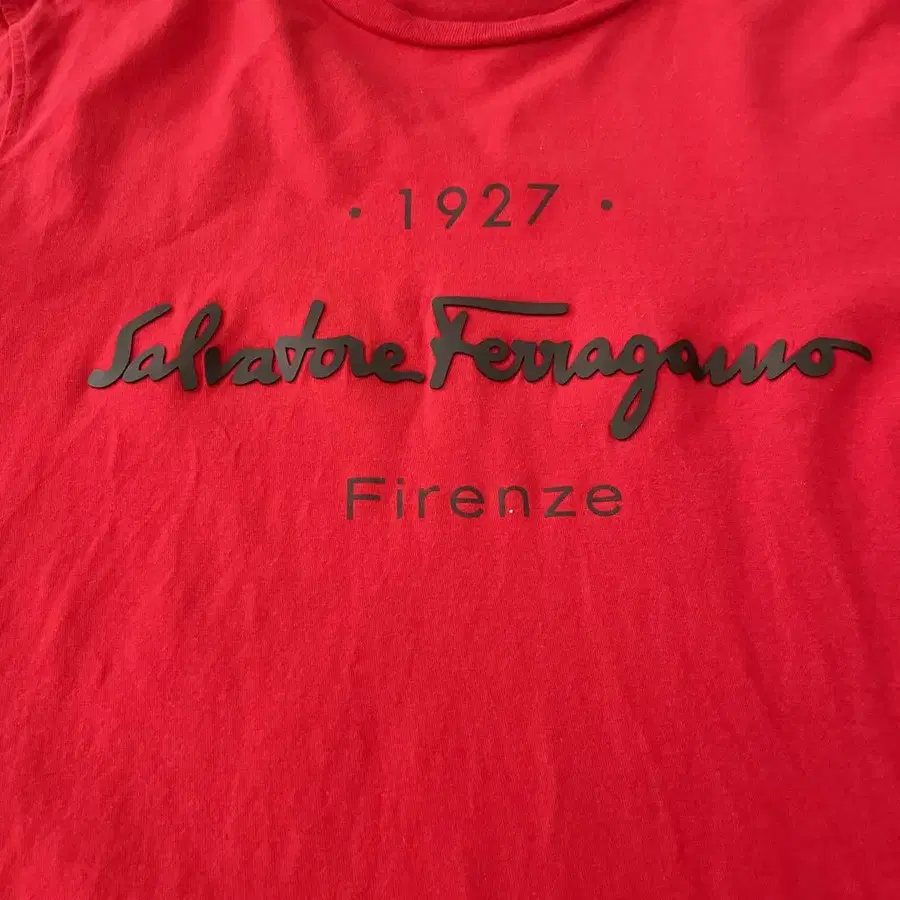 · 1927 ·
Salvatore Ferragamo
Firenze